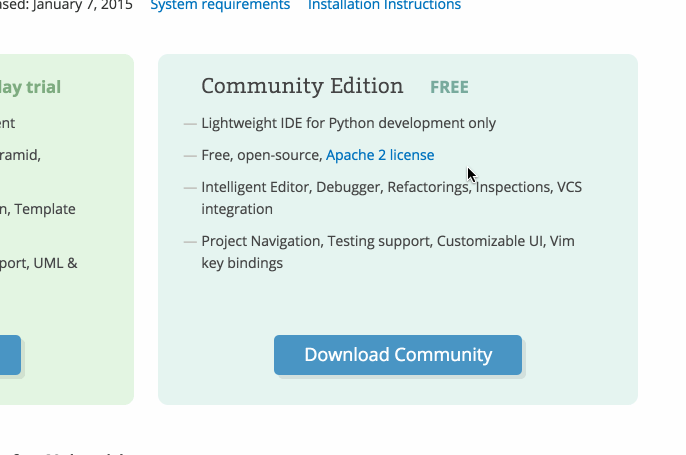 ased: January 7, 2015 System requirements Installation Instructions
day trial
ent
ramid,
n, Template
port, UML &
Community Edition FREE
— Lightweight IDE for Python development only
— Free, open-source, Apache 2 license
— Intelligent Editor, Debugger, Refactorings, Inspections, VCS
integration
— Project Navigation, Testing support, Customizable UI, Vim
key bindings
Download Community